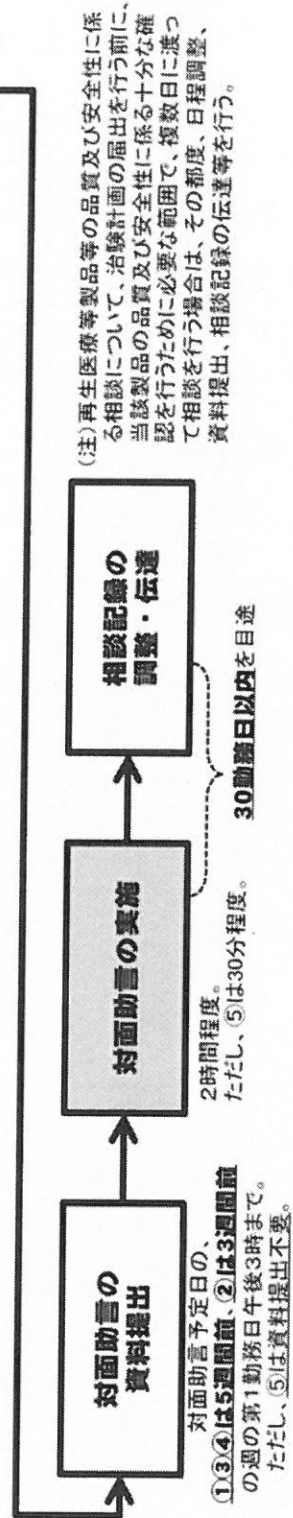 対面助言の
資料提出
対面助言予定日の、
①③④は5週間前、②は3週間前
の週の第1勤務日午後3時まで。
ただし、⑤は資料提出不要。
対面助言の実施
2時間程度。
ただし、⑤は30分程度。
相談記録の
調整・伝達
30勤務日以内を目途
(注)再生医療等製品等の品質及び安全性に係
る相談について、治験計画の届出を行う前に、
当該製品の品質及び安全性に係る十分な確
認を行うために必要な範囲で、複数日に渡っ
て相談を行う場合は、その都度、日程調整、
資料提出、相談記録の伝達等を行う。